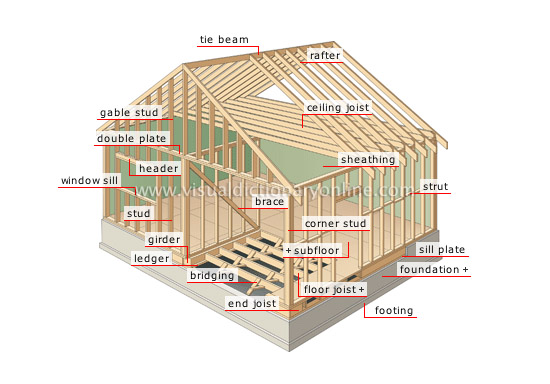 tie beam
rafter
ceiling joist
gable stud
double plate
sheathing
header
window sill
www.visualdictionaryonline.com
strut
brace
stud
corner stud
girder
+ subfloor
sill plate
ledger
foundation +
bridging
floor joist +
end joist
footing